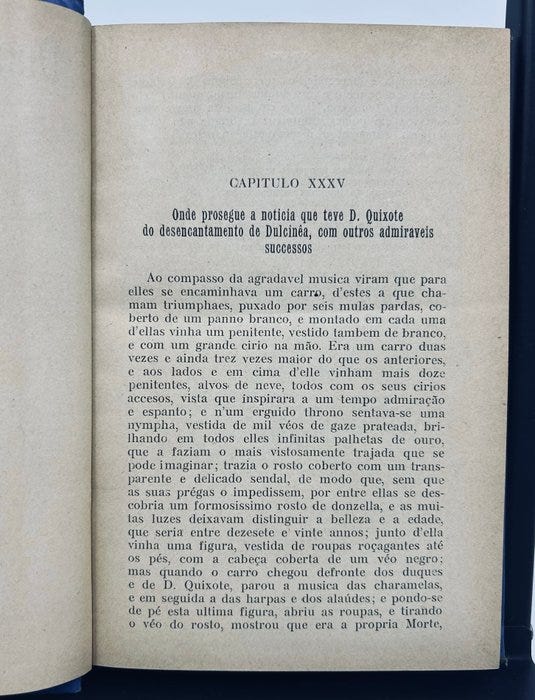 CAPITULO XXXV
Onde prosegue a noticia que teve D. Quixote
do desencantamento de Dulcinêa, com outros admiraveis
successos
Ao compasso da agradavel musica viram que para
elles se encaminhava um carro, d'estes a que cha-
mam triumphaes, puxado por seis mulas pardas, co-
berto de um panno branco, e montado em cada uma
d'ellas vinha um penitente, vestido tambem de branco,
e com um grande cirio na mão. Era um carro duas
vezes e ainda trez vezes maior do que os anteriores,
e aos lados e em cima d'elle vinham mais doze
penitentes, alvos de neve, todos com os seus cirios
accesos, vista que inspirara a um tempo admiração
e espanto; e n'um erguido throno sentava-se uma
nympha, vestida de mil véos de gaze prateada, bri-
lhando em todos elles infinitas palhetas de ouro,
que a faziam o mais vistosamente trajada que se
pode imaginar; trazia o rosto coberto com um trans-
parente e delicado sendal, de modo que, sem que
as suas prégas o impedissem, por entre ellas se des-
cobria um formosissimo rosto de donzella, e as mui-
tas luzes deixavam distinguir a belleza e a edade,
que seria entre dezesete e vinte annos; junto d'ella
vinha uma figura, vestida de roupas roçagantes até
os pés, com a cabeça coberta de um véo negro;
mas quando o carro chegou defronte dos duques
e de D. Quixote, parou a musica das charamelas,
e em seguida a das harpas e dos alaúdes; e pondo-se
de pé esta ultima figura, abriu as roupas, e tirando
o véo do rosto, mostrou que era a propria Morte,